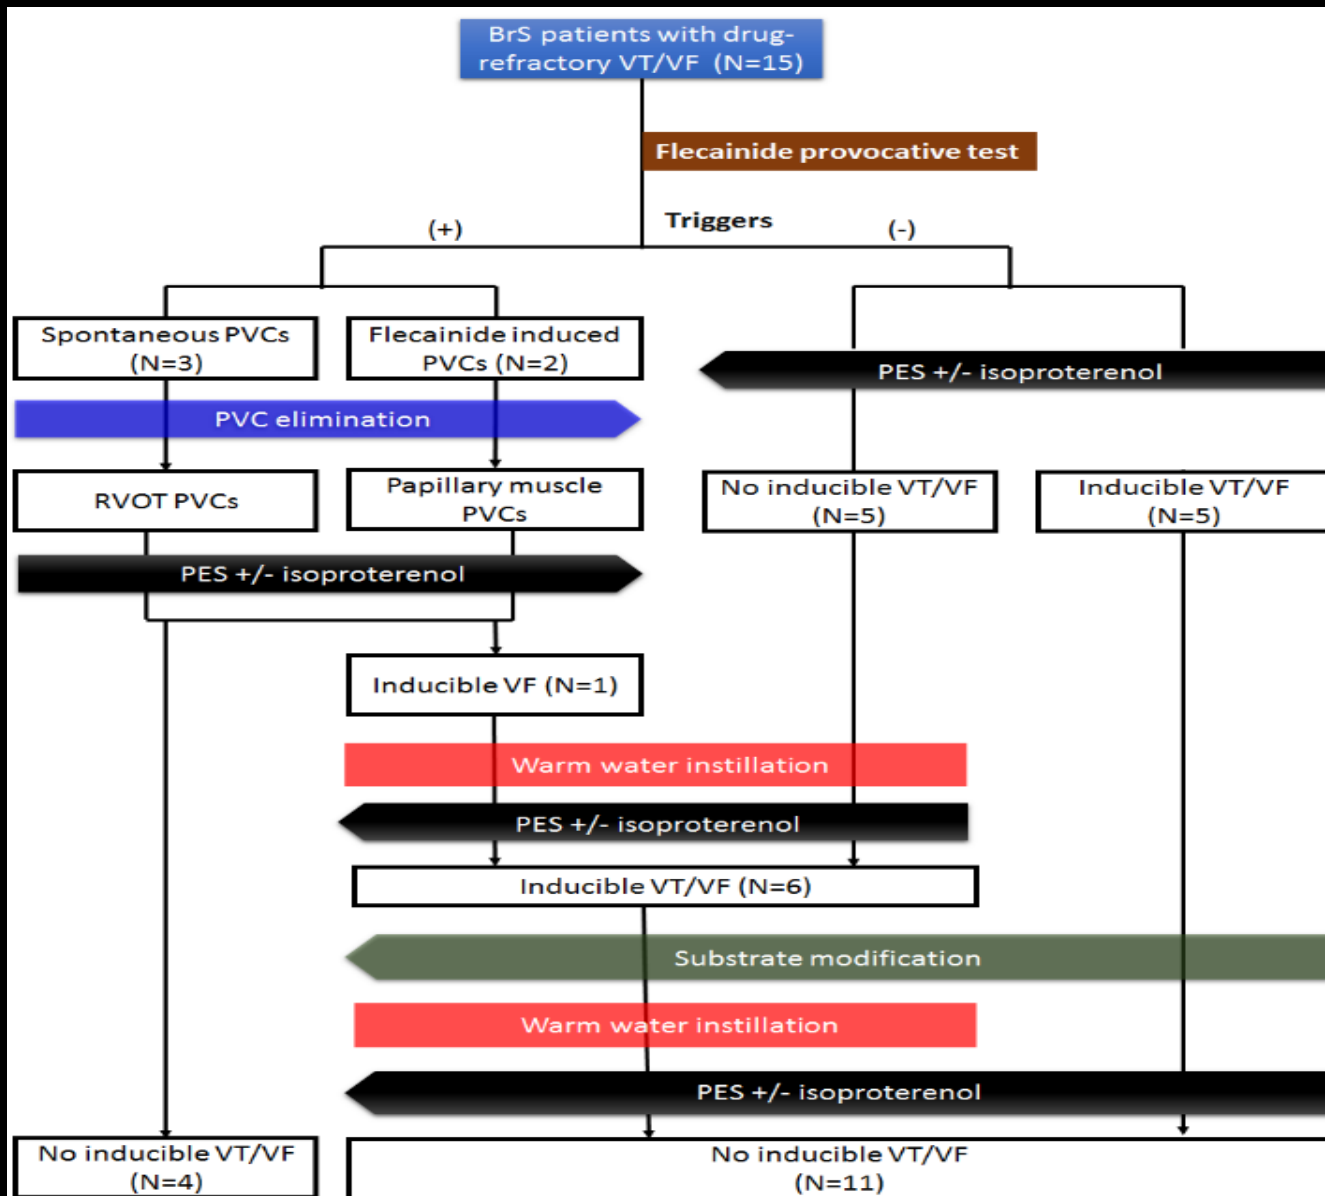 BrS patients with drug-
refractory VT/VF (N=15)
Flecainide provocative test
Triggers
(+)
(-)
Spontaneous PVCs
(N=3)
Flecainide induced
PVCs (N=2)
PES +/- isoproterenol
PVC elimination
RVOT PVCs
Papillary muscle
PVCs
No inducible VT/VF
(N=5)
Inducible VT/VF
(N=5)
PES +/- isoproterenol
Inducible VF (N=1)
Warm water instillation
PES +/- isoproterenol
Inducible VT/VF (N=6)
Substrate modification
Warm water instillation
PES +/- isoproterenol
No inducible VT/VF
(N=4)
No inducible VT/VF
(N=11)